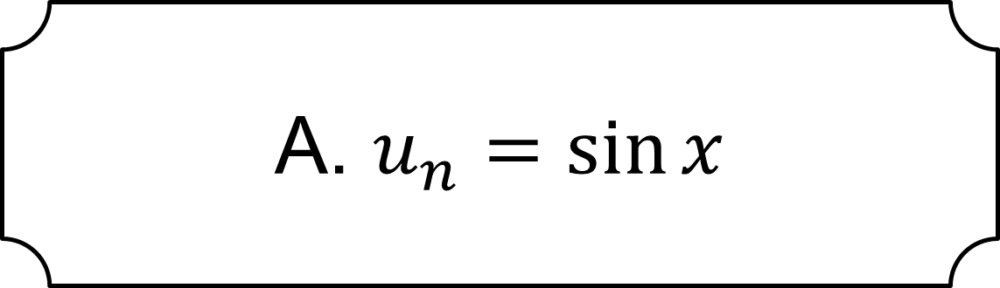 A. uₙ = sin x